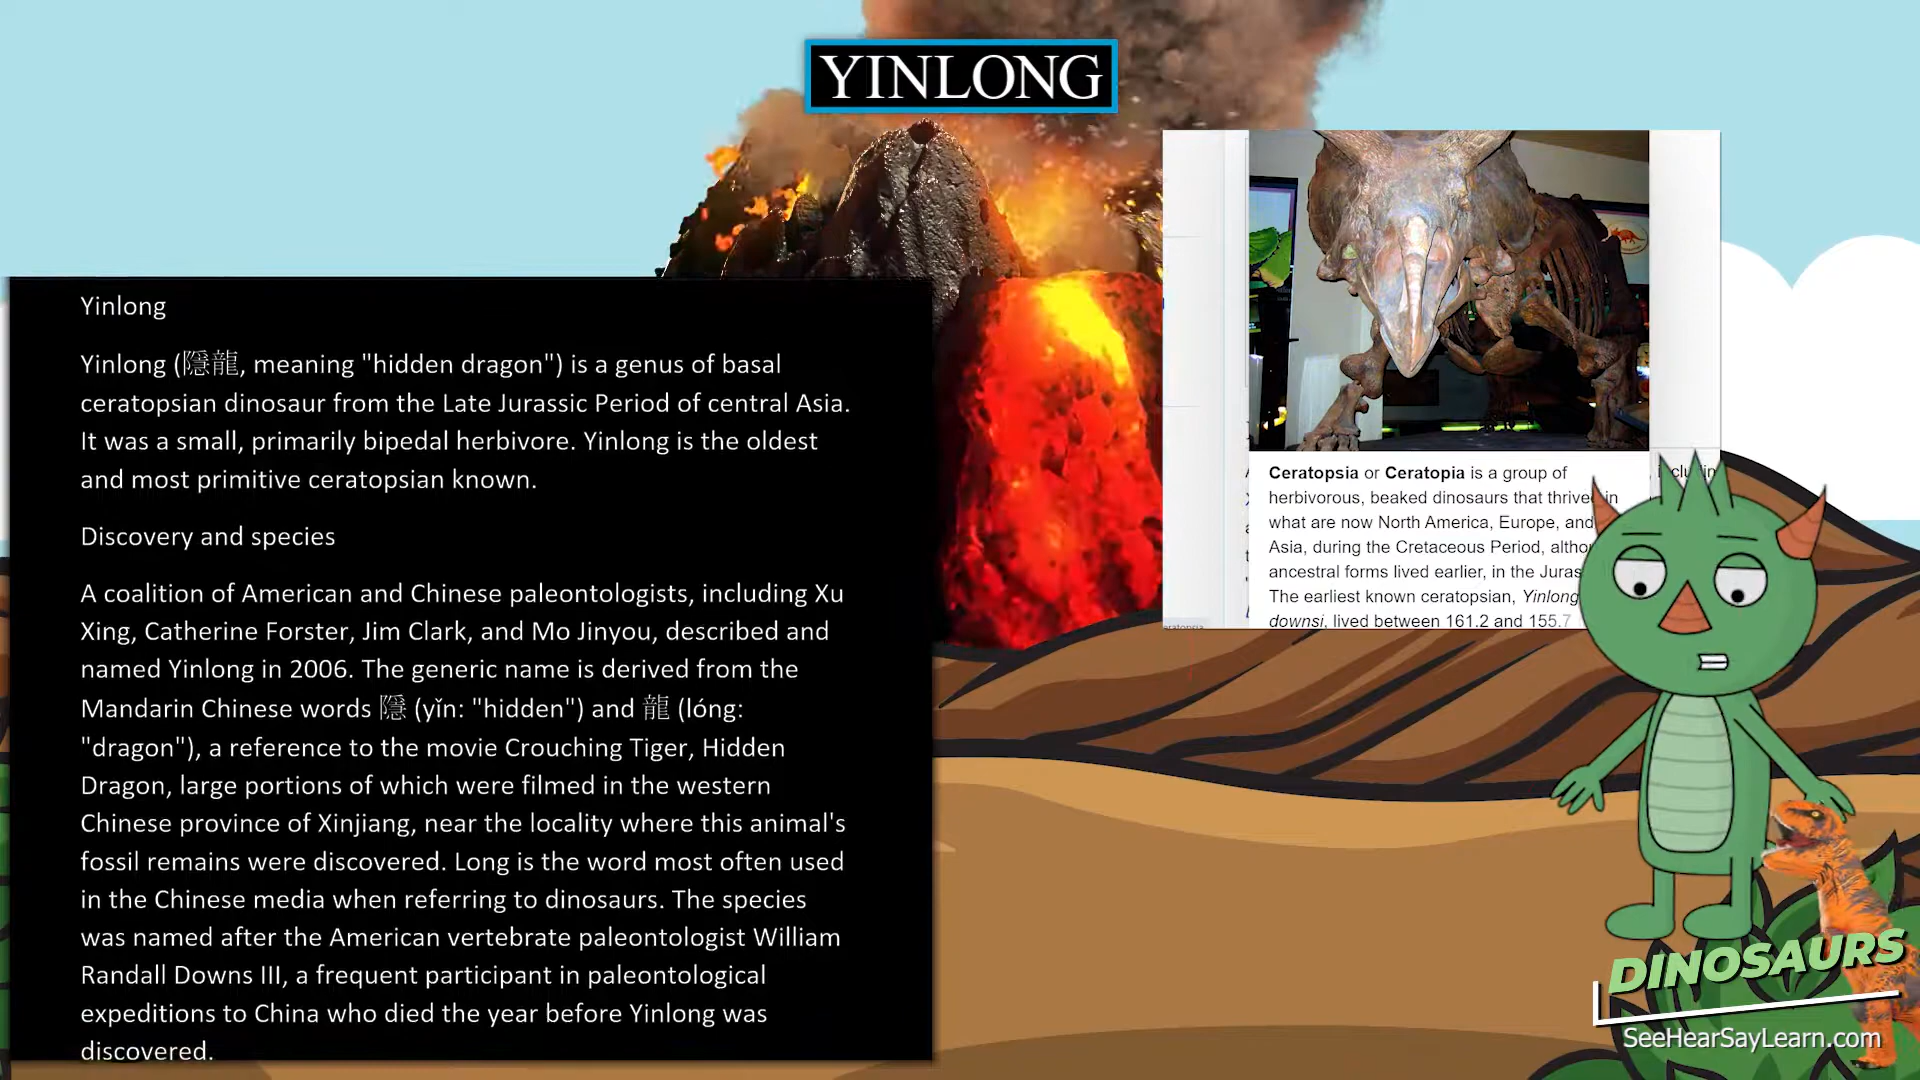 YINLONG
Yinlong
Yinlong (隱龍, meaning "hidden dragon") is a genus of basal
ceratopsian dinosaur from the Late Jurassic Period of central Asia.
It was a small, primarily bipedal herbivore. Yinlong is the oldest
and most primitive ceratopsian known.
Discovery and species
A coalition of American and Chinese paleontologists, including Xu
Xing, Catherine Forster, Jim Clark, and Mo Jinyou, described and
named Yinlong in 2006. The generic name is derived from the
Mandarin Chinese words 隱 (yǐn: "hidden") and 龍 (lóng:
"dragon"), a reference to the movie Crouching Tiger, Hidden
Dragon, large portions of which were filmed in the western
Chinese province of Xinjiang, near the locality where this animal's
fossil remains were discovered. Long is the word most often used
in the Chinese media when referring to dinosaurs. The species
was named after the American vertebrate paleontologist William
Randall Downs III, a frequent participant in paleontological
expeditions to China who died the year before Yinlong was
discovered.
Ceratopsia or Ceratopia is a group of
herbivorous, beaked dinosaurs that thrived in
what are now North America, Europe, and
Asia, during the Cretaceous Period,
ancestral forms lived earlier, in the
The earliest known ceratopsian, Yinlong
downsi, lived between 161.2 and 155.7
DINOSAURS
SeeHearSayLearn.com